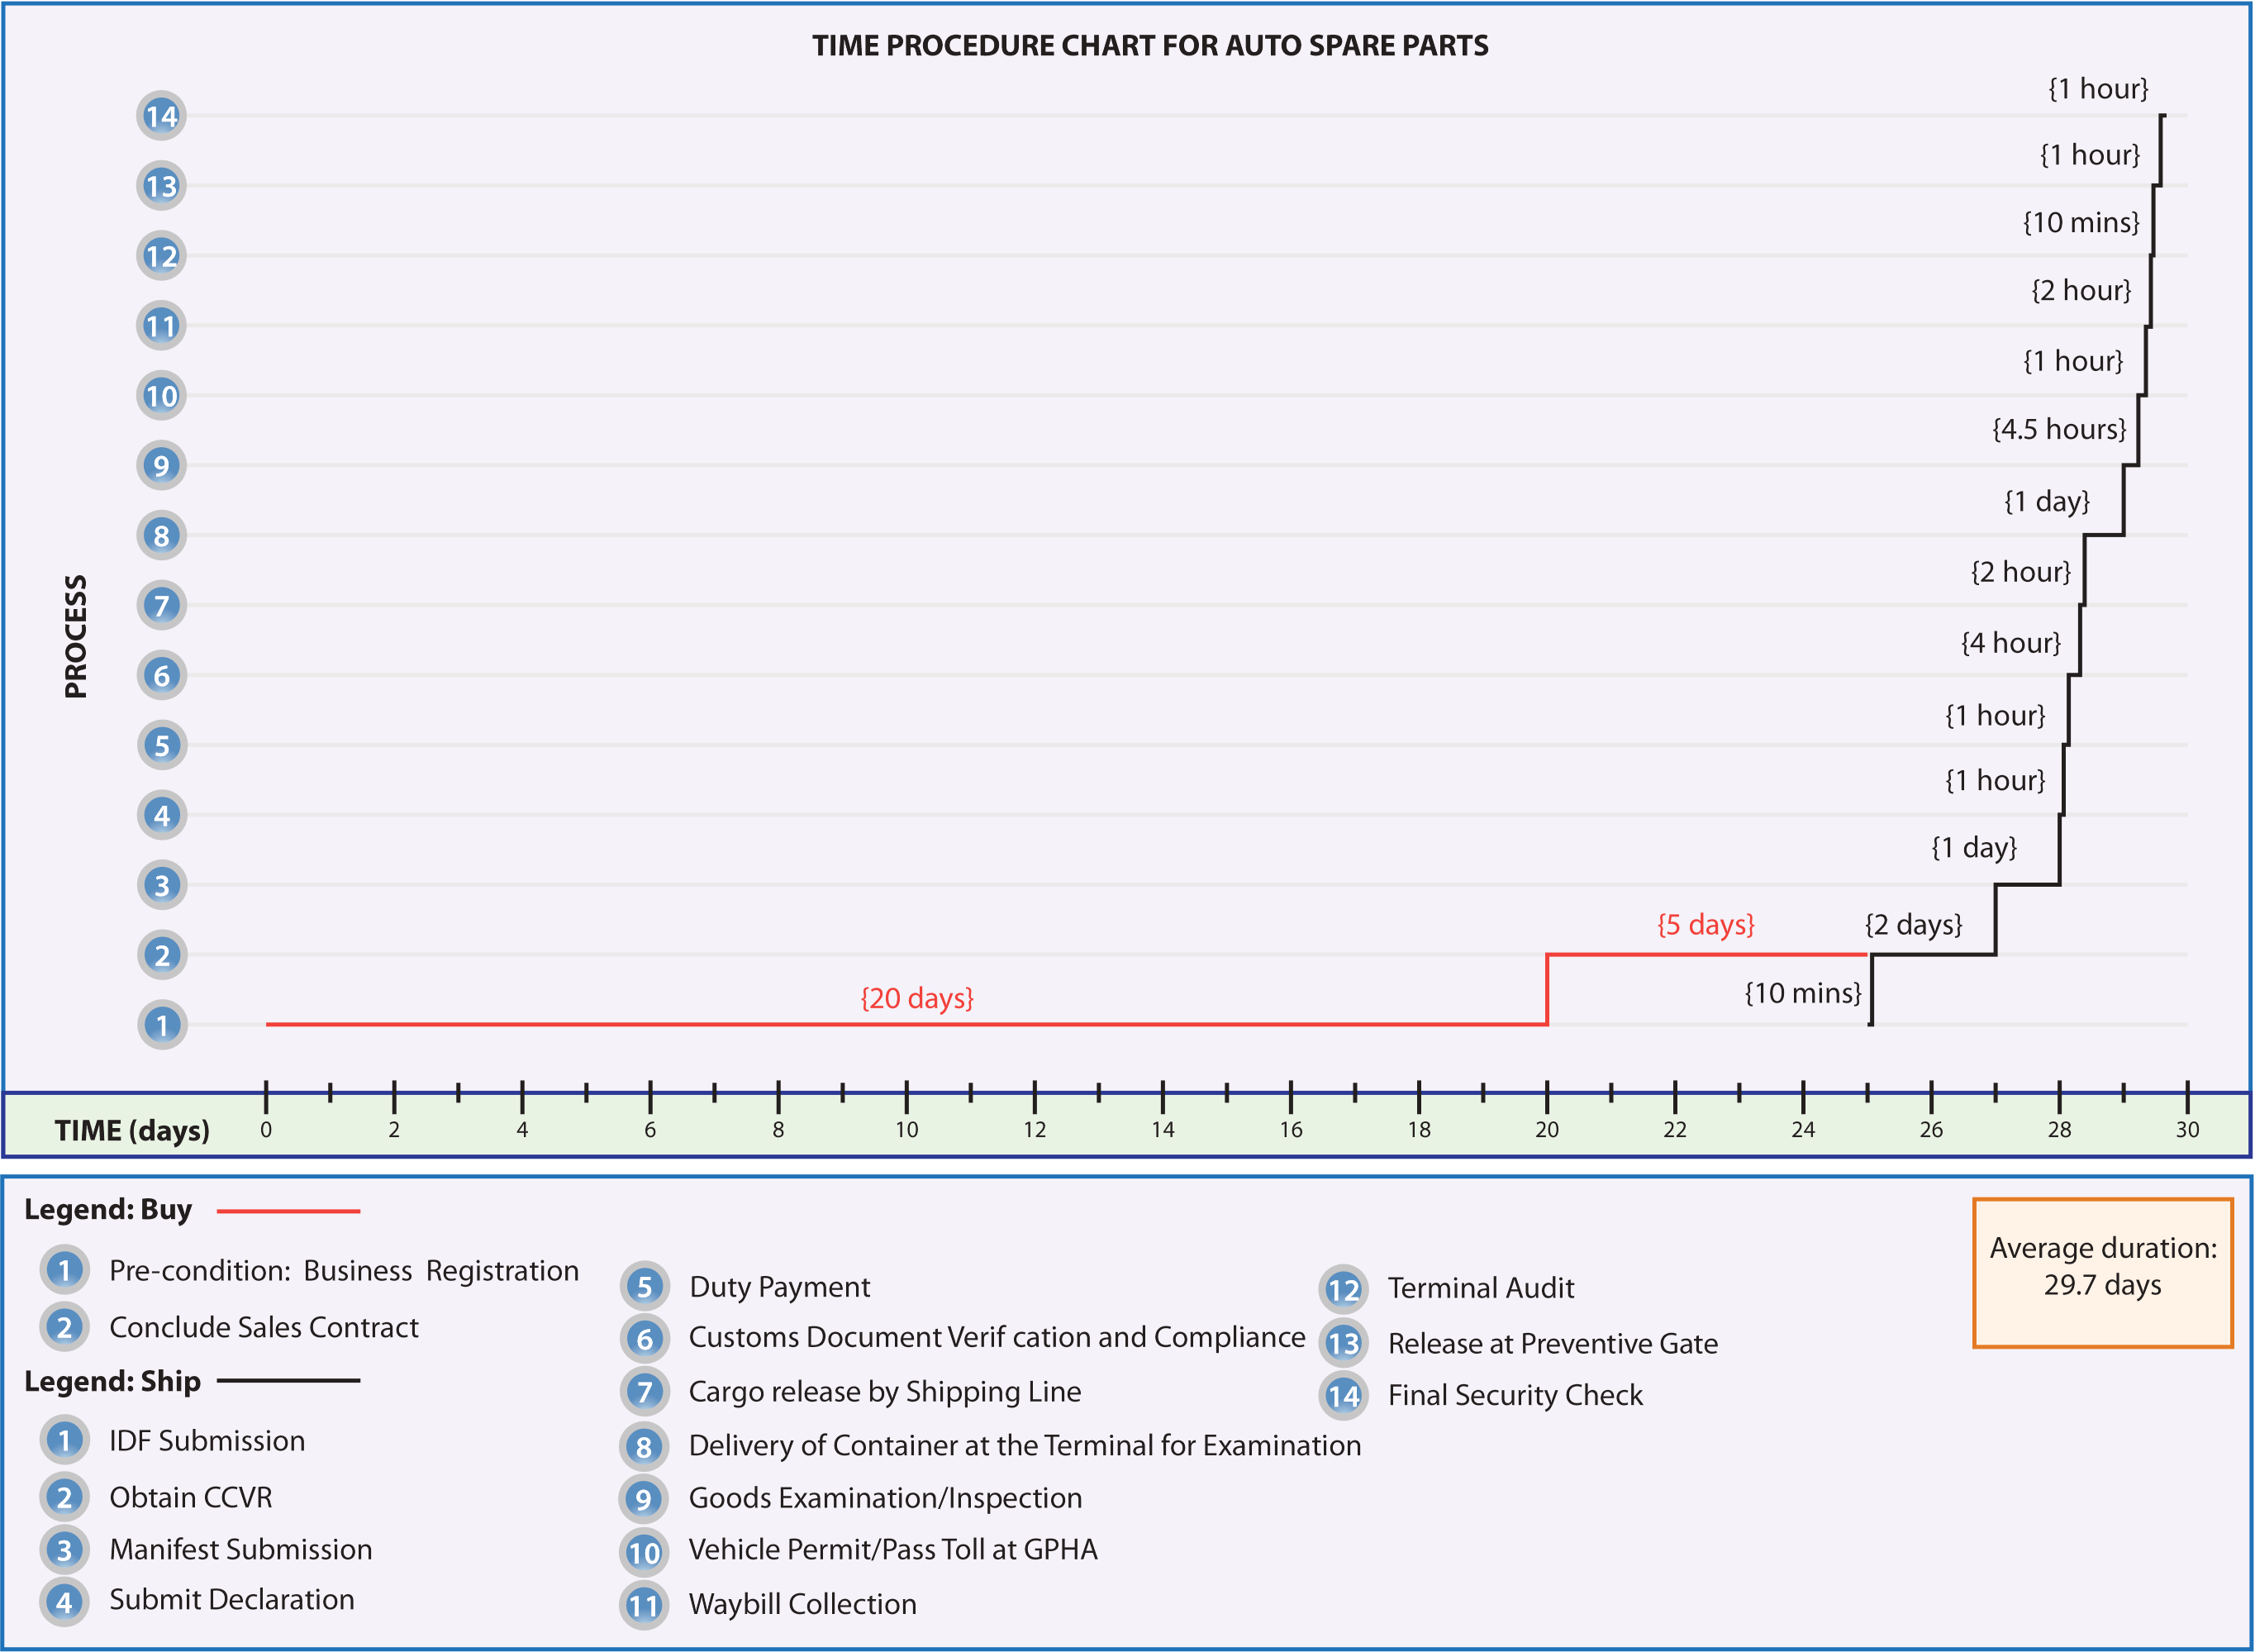 TIME PROCEDURE CHART FOR AUTO SPARE PARTS
{1 hour}
14
{1 hour}
13
{10 mins}
12
{2 hour}
11
{1 hour}
10
{4.5 hours}
9
{1 day}
8
{2 hour}
7
{4 hour}
6
{1 hour}
5
{1 hour}
4
{1 day}
3
{5 days} {2 days}
2
{20 days} {10 mins}
1
PROCESS
TIME (days) 0 2 4 6 8 10 12 14 16 18 20 22 24 26 28 30
Legend: Buy
1 Pre-condition: Business Registration
2 Conclude Sales Contract
Legend: Ship
1 IDF Submission
2 Obtain CCVR
3 Manifest Submission
4 Submit Declaration
5 Duty Payment
6 Customs Document Verif cation and Compliance
7 Cargo release by Shipping Line
8 Delivery of Container at the Terminal for Examination
9 Goods Examination/Inspection
10 Vehicle Permit/Pass Toll at GPHA
11 Waybill Collection
12 Terminal Audit
13 Release at Preventive Gate
14 Final Security Check
Average duration:
29.7 days